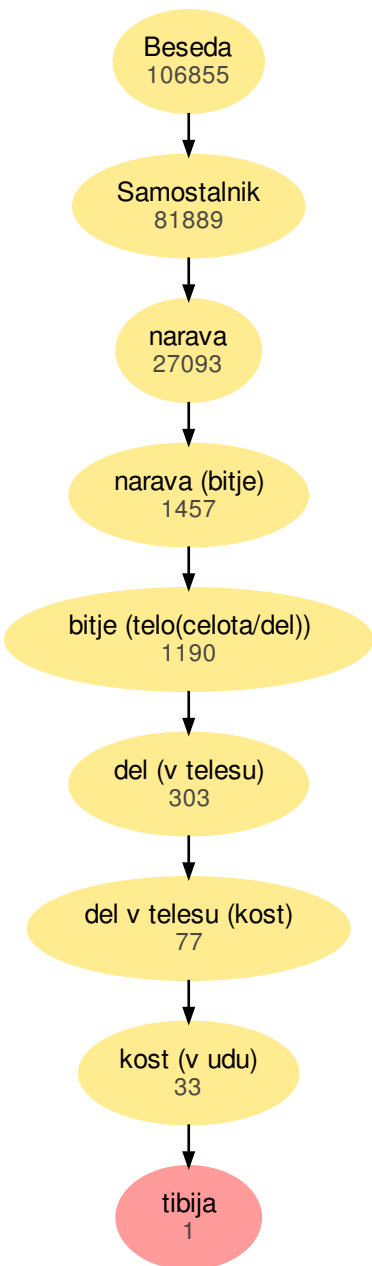 Beseda
106855
Samostalnik
81889
narava
27093
narava (bitje)
1457
bitje (telo(celota/del))
1190
del (v telesu)
303
del v telesu (kost)
77
kost (v udu)
33
tibija
1